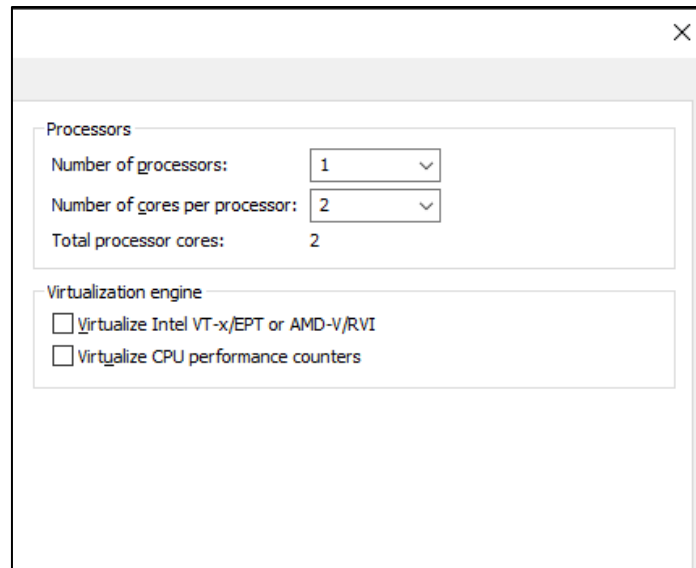 Processors
Number of processors: 1
Number of cores per processor: 2
Total processor cores: 2
Virtualization engine
Virtualize Intel VT-x/EPT or AMD-V/RVI
Virtualize CPU performance counters